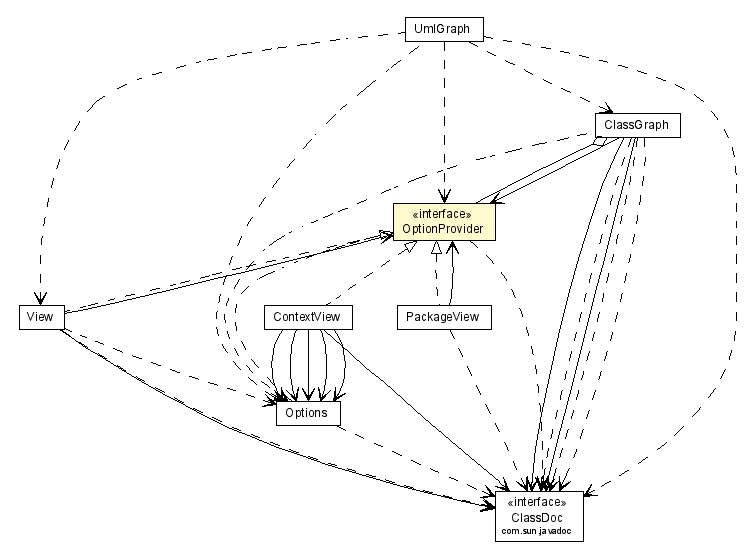 UmlGraph
ClassGraph
«interface»
OptionProvider
View
ContextView
PackageView
Options
«interface»
ClassDoc
com.sun.javadoc